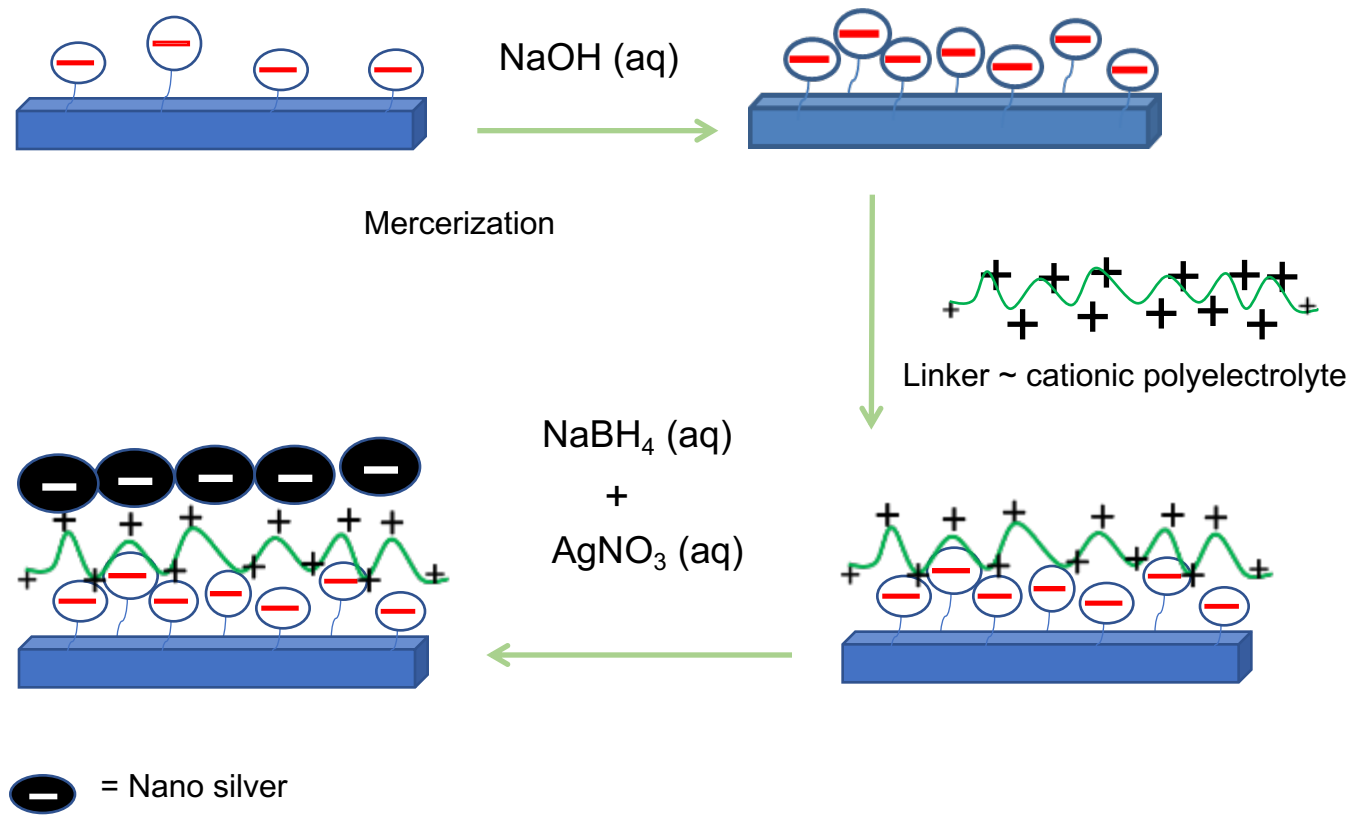 NaOH (aq)
Mercerization
Linker ~ cationic polyelectrolyte
NaBH₄ (aq)
+
AgNO₃ (aq)
= Nano silver